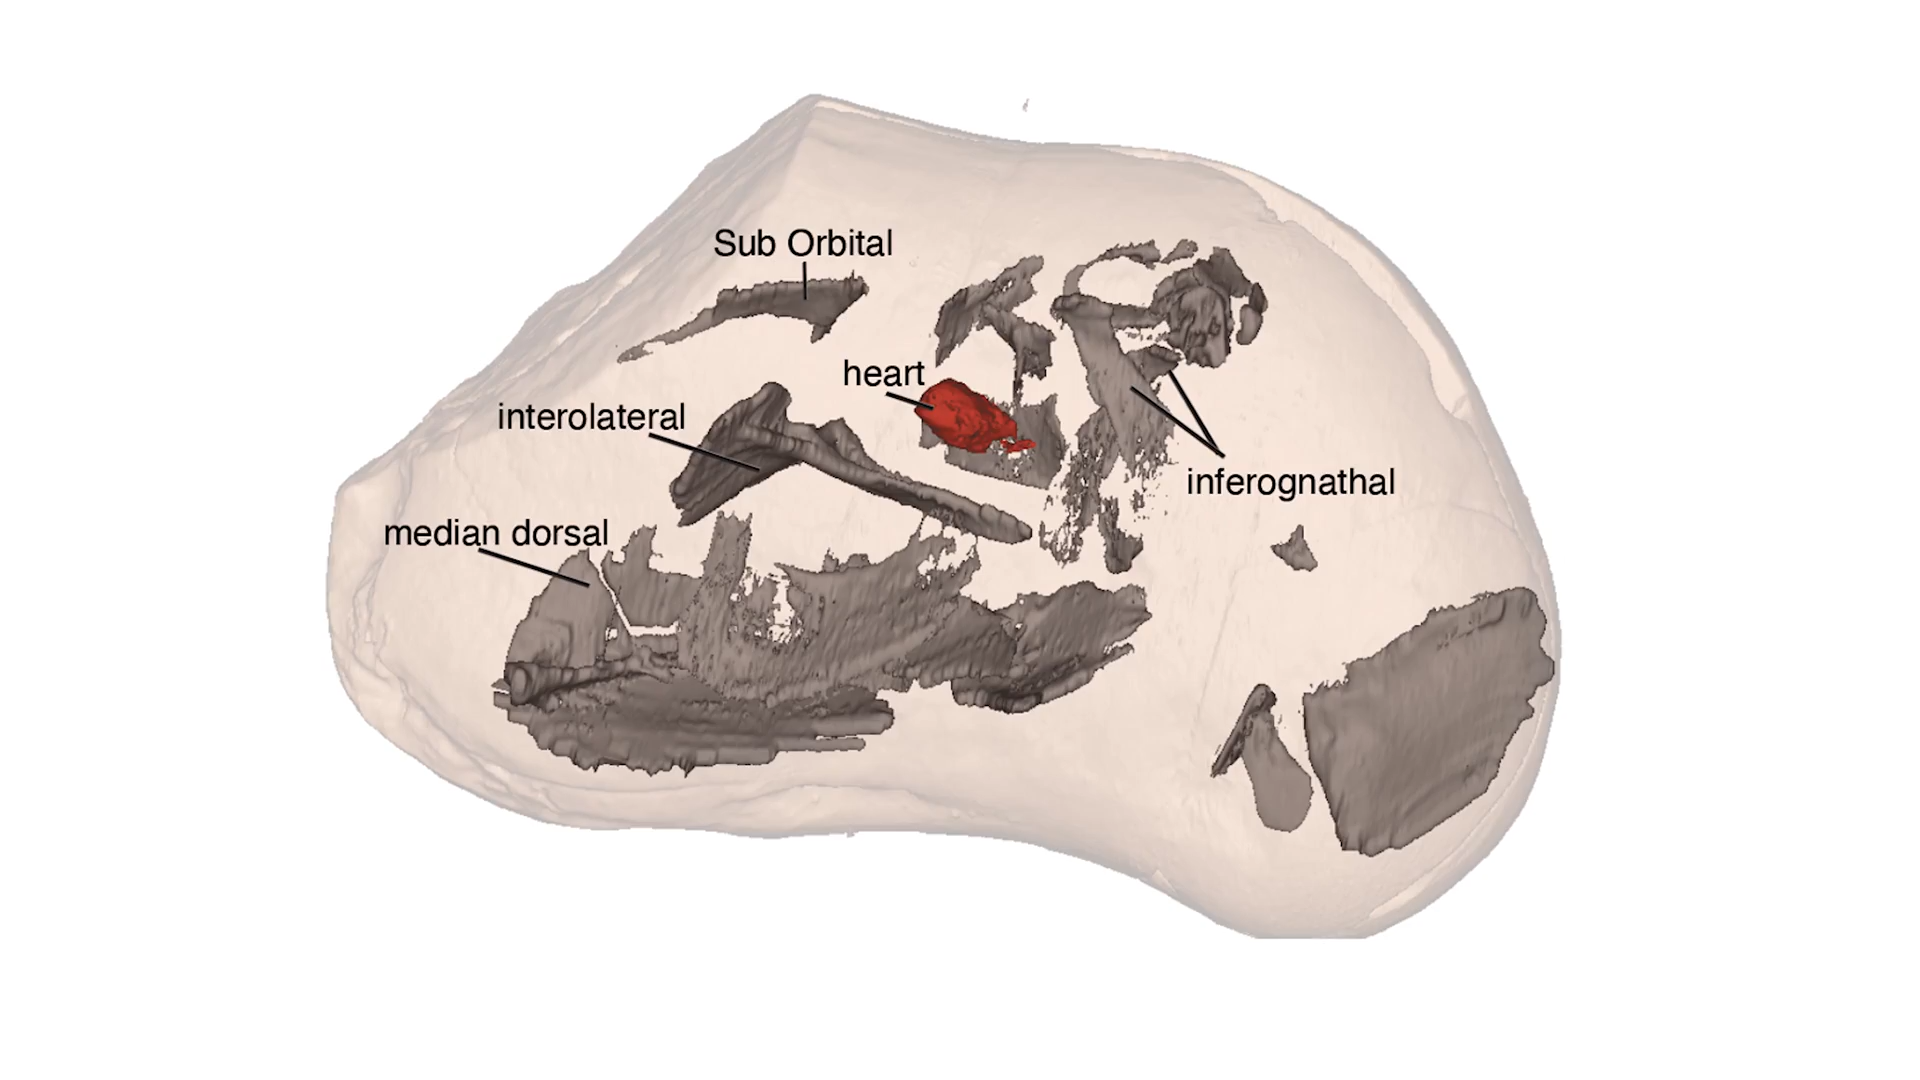 Sub Orbital
heart
interolateral
inferognathal
median dorsal